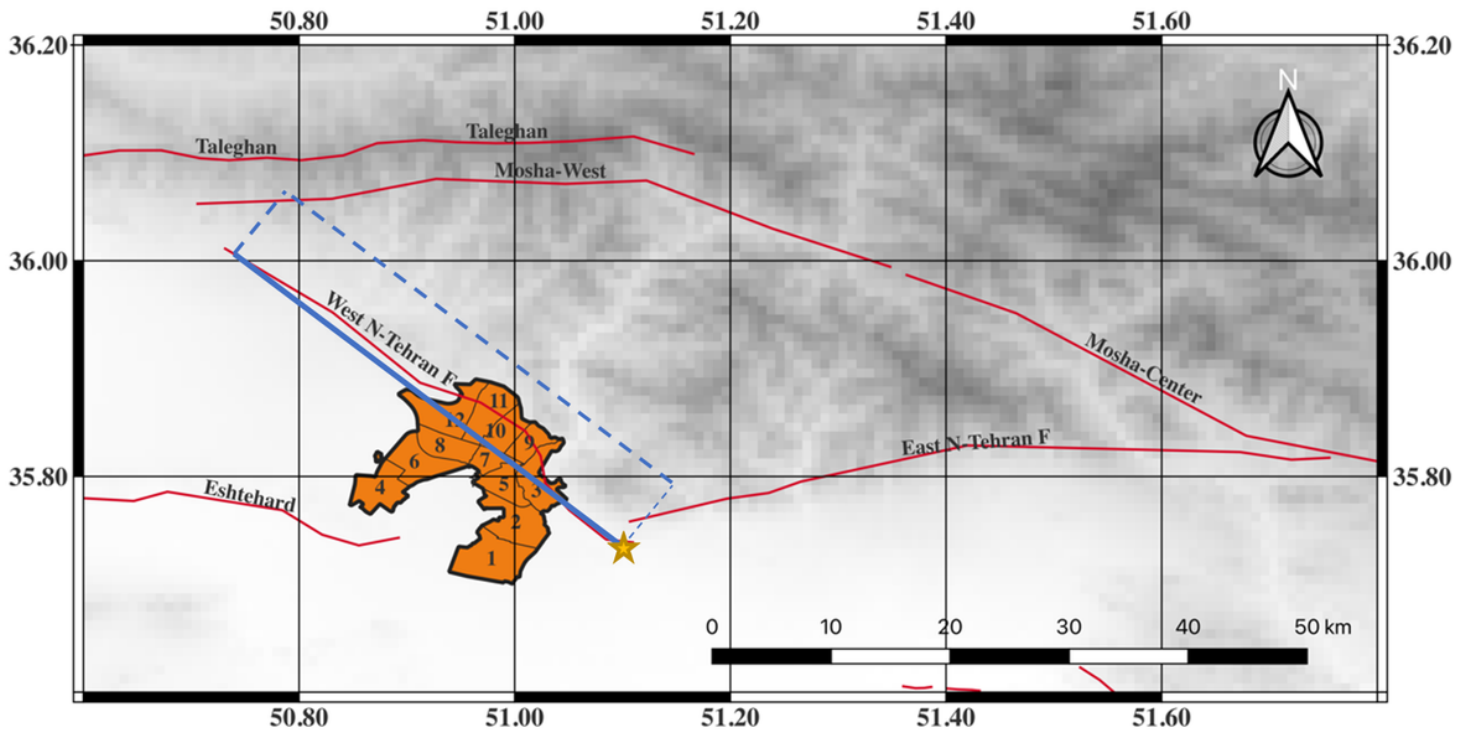 50.80 51.00 51.20 51.40 51.60
36.20 36.20
N
Taleghan Taleghan
Mosha-West
36.00 36.00
West N-Tehran F
Mosha-Center
11
12 10 9
East N-Tehran F
8
9 6 7
35.80 35.80
4 5 3
Eshtehard
2
1
0 10 20 30 40 50 km
50.80 51.00 51.20 51.40 51.60